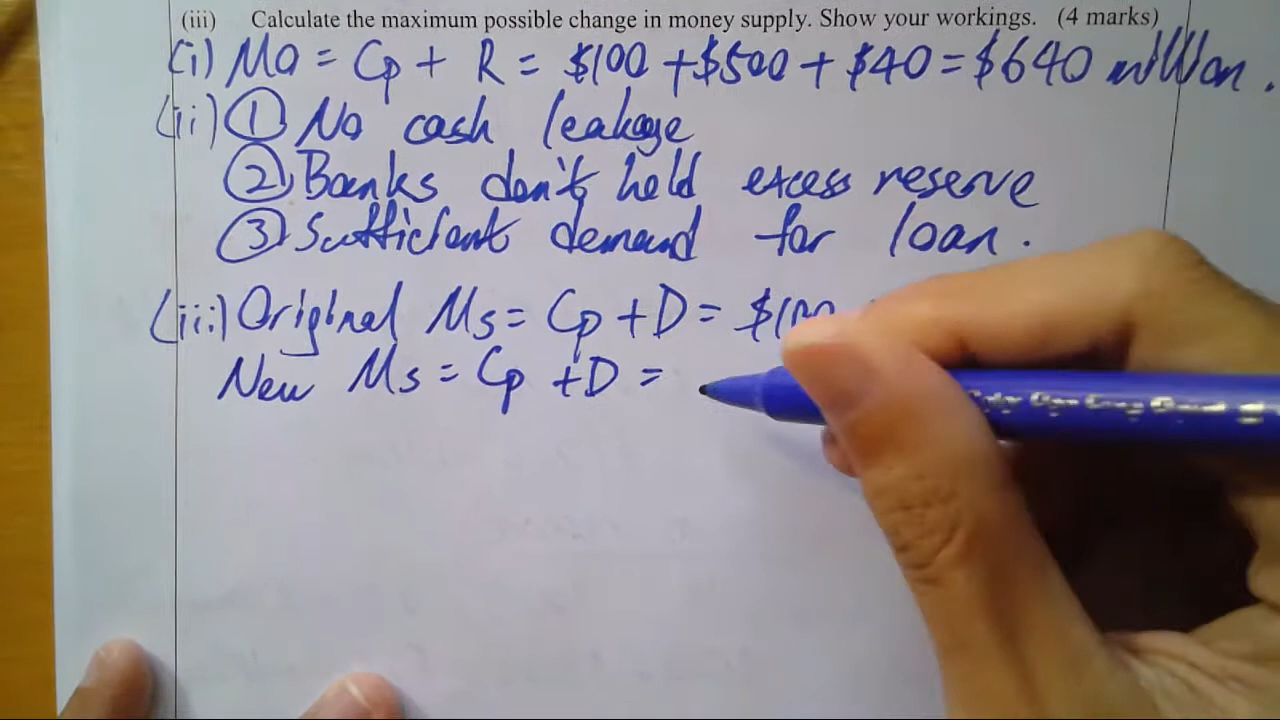 (iii) Calculate the maximum possible change in money supply. Show your workings. (4 marks)
(i) Mo = Cp + R = $100 + $500 + $40 = $640 million.
(ii) ① No cash leakage
② Banks don't hold excess reserve
③ Sufficient demand for loan.
(iii) Original Ms = Cp + D = $100
New Ms = Cp + D =